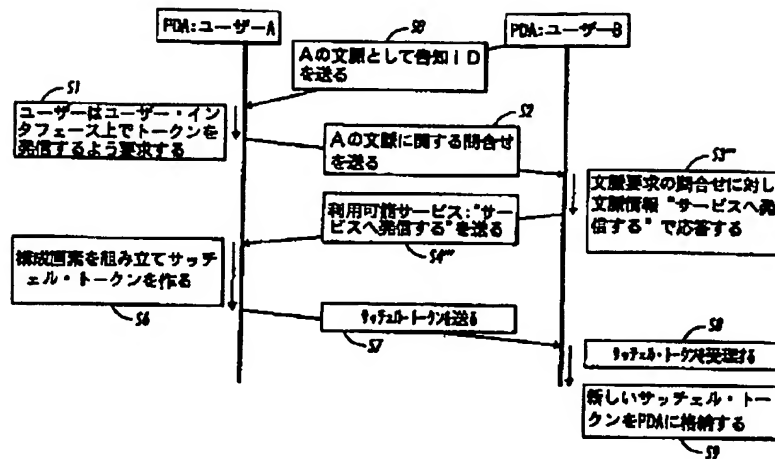 PDA:ユーザーA
PDA:ユーザーB
S0
Aの文脈として告知iD
を送る
S1
ユーザーはユーザー・イン
タフェース上でトークンを
発信するよう要求する
S2
Aの文脈に関する問合せ
を送る
S3'''
文脈要求の問合せに対し
文脈情報"サービスへ発
信する"で応答する
利用可能サービス:"サー
ビスへ発信する"を送る
S4'''
構成画素を組み立てサッチ
ェル・トークンを作る
S6
サッチェル・トークンを送る
S7
S8
サッチェル・トークンを受理する
新しいサッチェル・トー
クンをPDAに格納する
S9